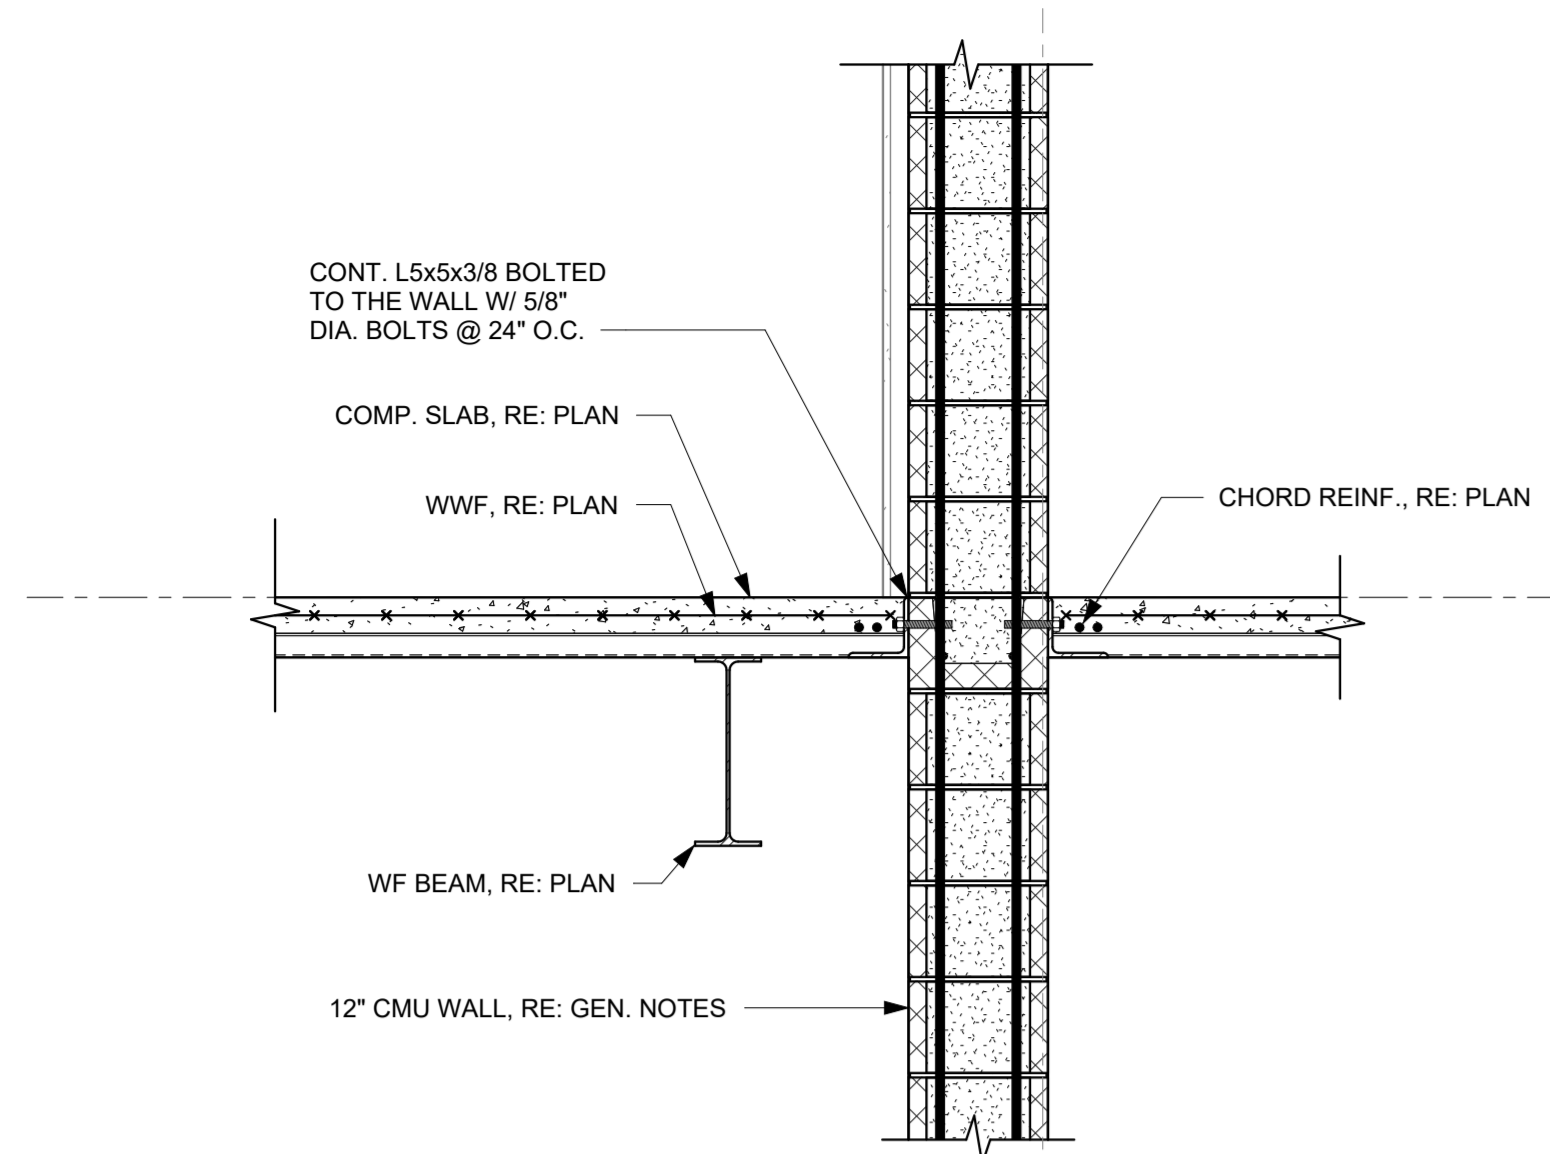 CONT. L5x5x3/8 BOLTED
TO THE WALL W/ 5/8"
DIA. BOLTS @ 24" O.C.
COMP. SLAB, RE: PLAN
WWF, RE: PLAN
CHORD REINF., RE: PLAN
WF BEAM, RE: PLAN
12" CMU WALL, RE: GEN. NOTES